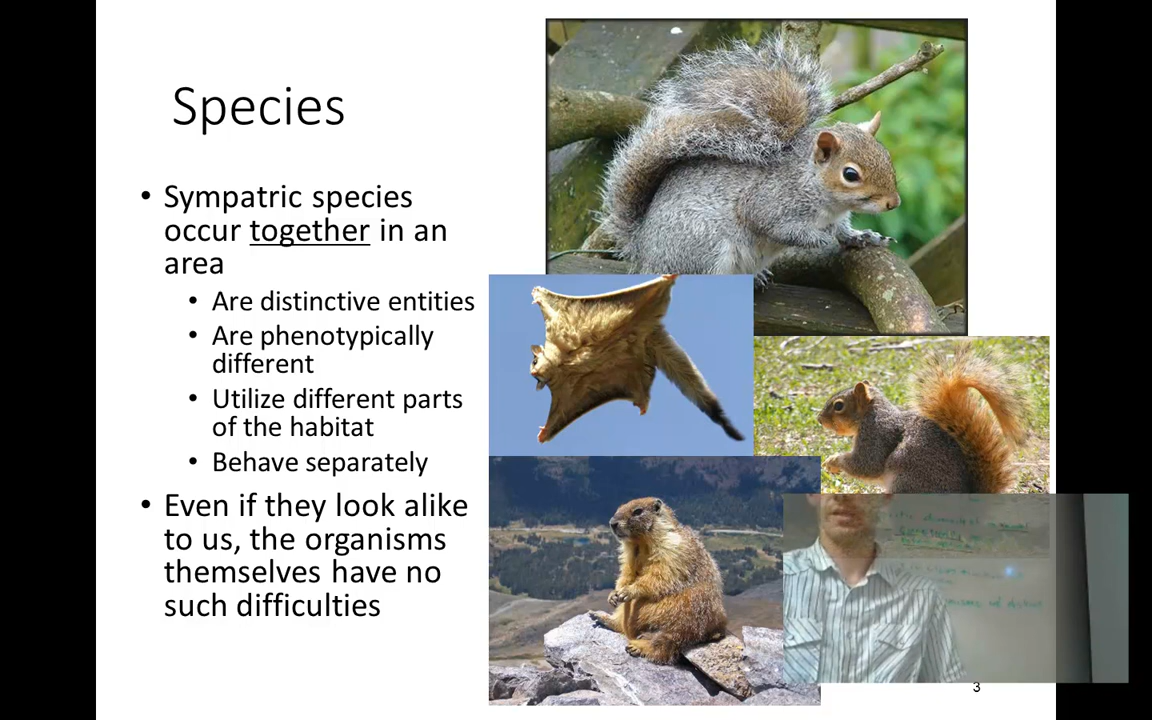 Species
• Sympatric species
occur together in an
area
• Are distinctive entities
• Are phenotypically
different
• Utilize different parts
of the habitat
• Behave separately
• Even if they look alike
to us, the organisms
themselves have no
such difficulties
3